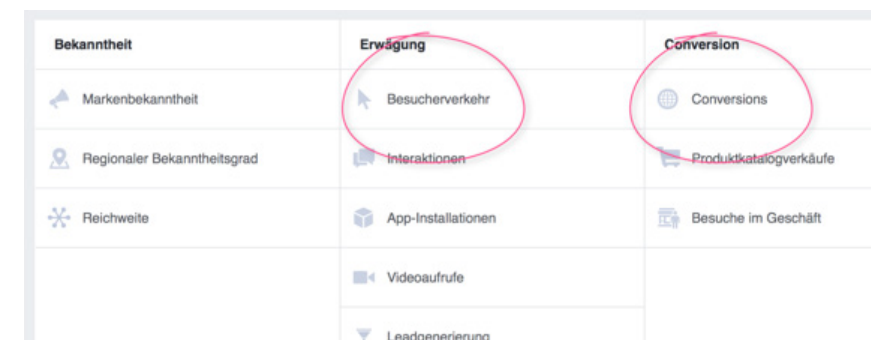 Bekanntheit
Erwägung
Conversion
Markenbekanntheit
Besucherverkehr
Conversions
Regionaler Bekanntheitsgrad
Interaktionen
Produktkatalogverkäufe
Reichweite
App-Installationen
Besuche im Geschäft
Videoaufrufe
Leadgenerierung